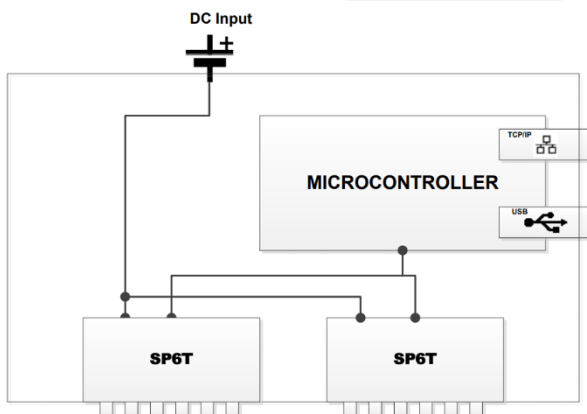 DC Input
+
TCP/IP
MICROCONTROLLER
USB
SP6T
SP6T